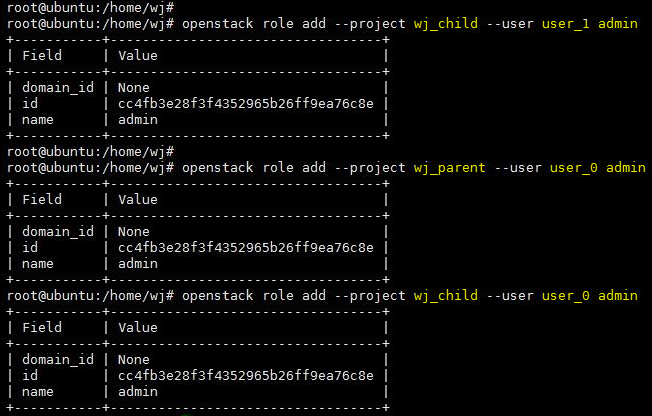 root@ubuntu:/home/wj#
root@ubuntu:/home/wj# openstack role add --project wj_child --user user_1 admin
+-----------+----------------------------------+
| Field     | Value                            |
+-----------+----------------------------------+
| domain_id | None                             |
| id        | cc4fb3e28f3f4352965b26ff9ea76c8e |
| name      | admin                            |
+-----------+----------------------------------+
root@ubuntu:/home/wj#
root@ubuntu:/home/wj# openstack role add --project wj_parent --user user_0 admin
+-----------+----------------------------------+
| Field     | Value                            |
+-----------+----------------------------------+
| domain_id | None                             |
| id        | cc4fb3e28f3f4352965b26ff9ea76c8e |
| name      | admin                            |
+-----------+----------------------------------+
root@ubuntu:/home/wj# openstack role add --project wj_child --user user_0 admin
+-----------+----------------------------------+
| Field     | Value                            |
+-----------+----------------------------------+
| domain_id | None                             |
| id        | cc4fb3e28f3f4352965b26ff9ea76c8e |
| name      | admin                            |
+-----------+----------------------------------+